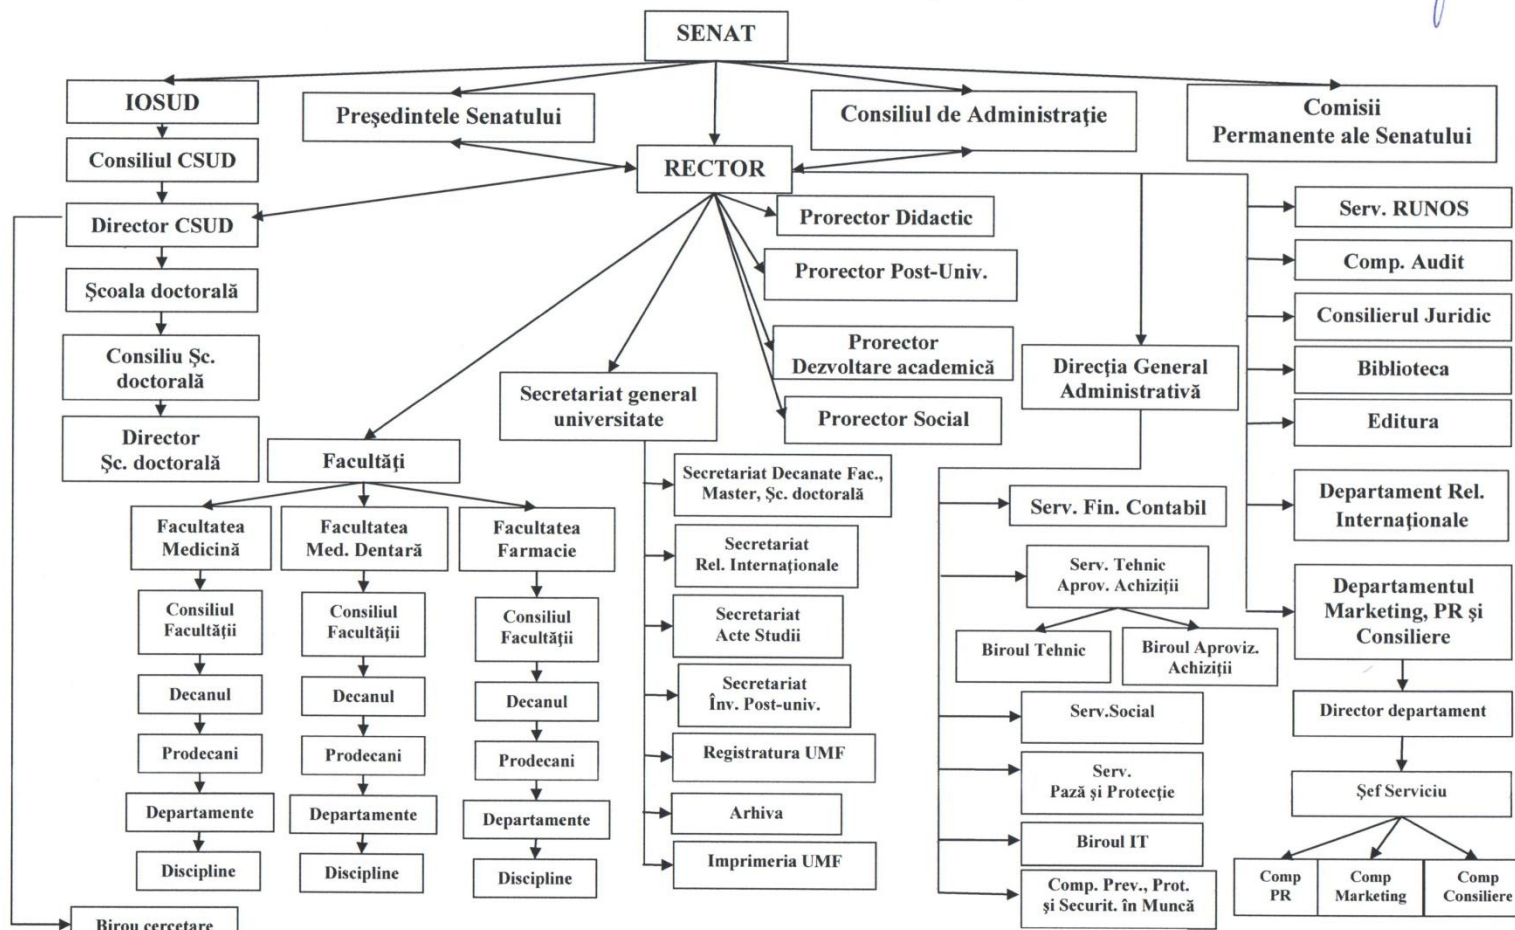 SENAT
IOSUD
Președintele Senatului
Consiliul de Administrație
Comisii
Permanente ale Senatului
Consiliul CSUD
RECTOR
Director CSUD
Prorector Didactic
Serv. RUNOS
Școala doctorală
Prorector Post-Univ.
Comp. Audit
Consiliu Șc.
doctorală
Prorector
Dezvoltare academică
Consilierul Juridic
Direcția General
Administrativă
Biblioteca
Secretariat general
universitate
Prorector Social
Editura
Director
Șc. doctorală
Facultăți
Secretariat Decanate Fac.,
Master, Șc. doctorală
Secretariat
Rel. Internaționale
Secretariat
Acte Studii
Secretariat
Înv. Post-univ.
Registratura UMF
Arhiva
Imprimeria UMF
Facultatea
Medicină
Consiliul
Facultății
Decanul
Prodecani
Departamente
Discipline
Facultatea
Med. Dentară
Consiliul
Facultății
Decanul
Prodecani
Departamente
Discipline
Facultatea
Farmacie
Consiliul
Facultății
Decanul
Prodecani
Departamente
Discipline
Serv. Fin. Contabil
Serv. Tehnic
Aprov. Achiziții
Biroul Tehnic
Biroul Aproviz.
Achiziții
Serv.Social
Serv.
Pază și Protecție
Biroul IT
Comp. Prev., Prot.
și Securit. în Muncă
Departament Rel.
Internaționale
Departamentul
Marketing, PR și
Consiliere
Director departament
Șef Serviciu
Comp
PR
Comp
Marketing
Comp
Consiliere
Birou cercetare